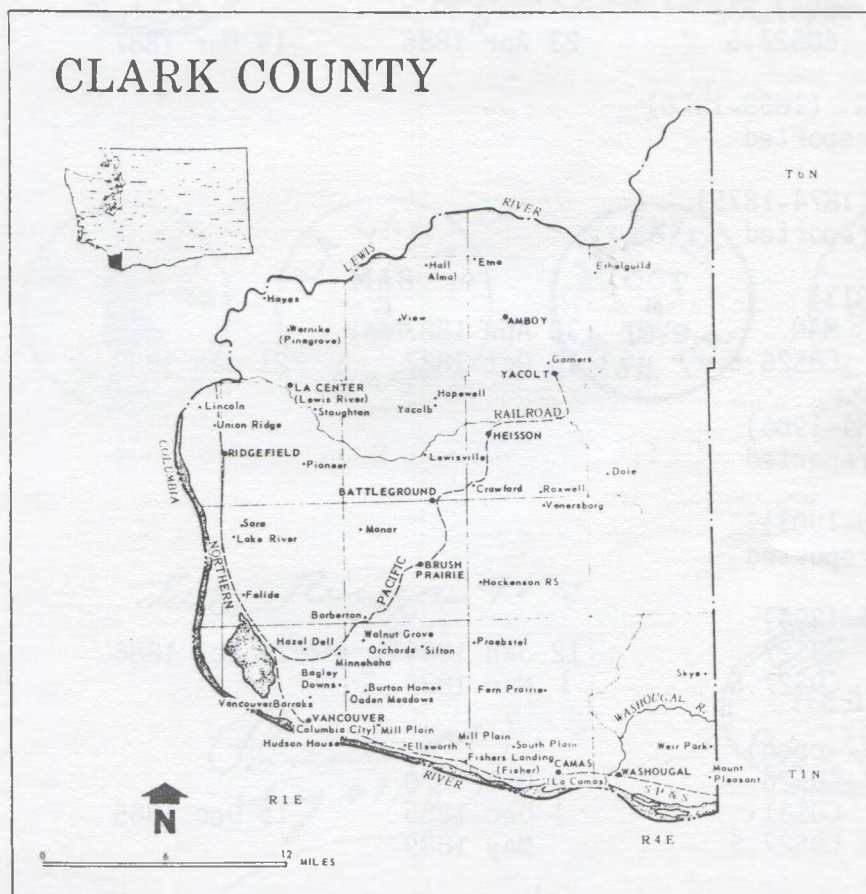 CLARK COUNTY
T6N
RIVER
LEWIS
Hall
Alma)
Etna
Ethelguild
Hayes
View
AMBOY
Wernike
(Pinegrove)
Garners
YACOLT
LA CENTER
(Lewis River)
Hopewell
Lincoln
Stoughton
Yacolb
RAILROAD
Union Ridge
HEISSON
COLUMBIA
RIDGEFIELD
Pioneer
Lewisville
Dole
BATTLEGROUND
Crawford
Roxwell
Venersborg
Sara
Lake River
Manor
NORTHERN
PACIFIC
BRUSH
PRAIRIE
Hockenson RS
Felida
Barberton
Hazel Dell
Walnut Grove
Orchards
Sifton
Proebstel
Minnehaha
Skye
Bagley
Downs
Burton Homes
Ogden Meadows
Fern Prairie
WASHOUGAL R.
Vancouver Barraks
VANCOUVER
(Columbia City)
Mill Plain
Hudson House
Ellsworth
Mill Plain
South Plain
Weir Park
Fishers Landing
(Fisher)
CAMAS
(La Camas)
WASHOUGAL
Mount
Pleasant
T1N
RIVER
S P & S
R1E
R4E
N
0 6 12 MILES